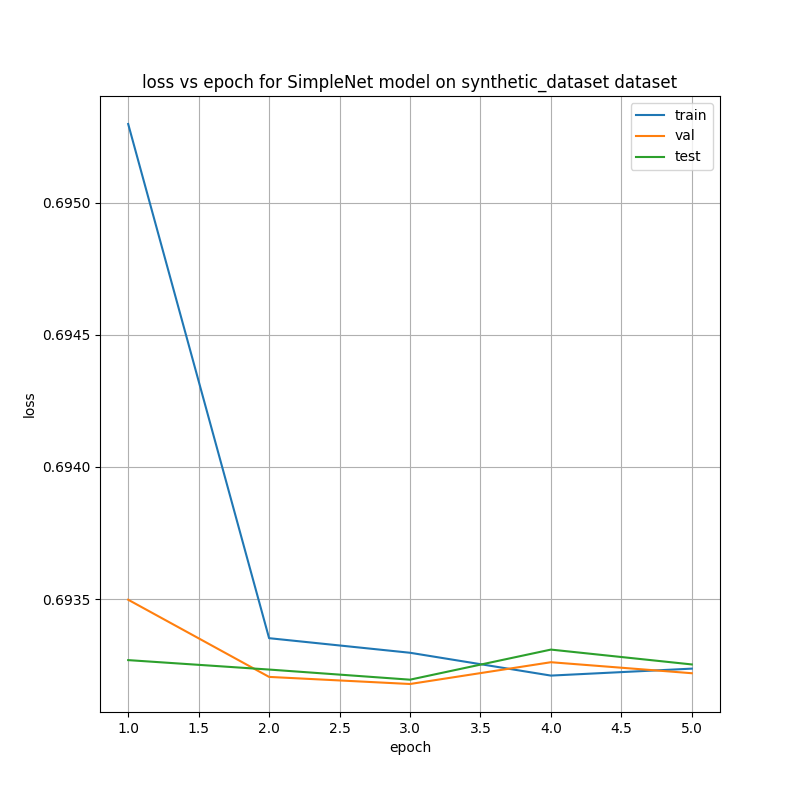 loss vs epoch for SimpleNet model on synthetic_dataset dataset
train
val
test
0.6950
0.6945
0.6940
0.6935
loss
1.0 1.5 2.0 2.5 3.0 3.5 4.0 4.5 5.0
epoch